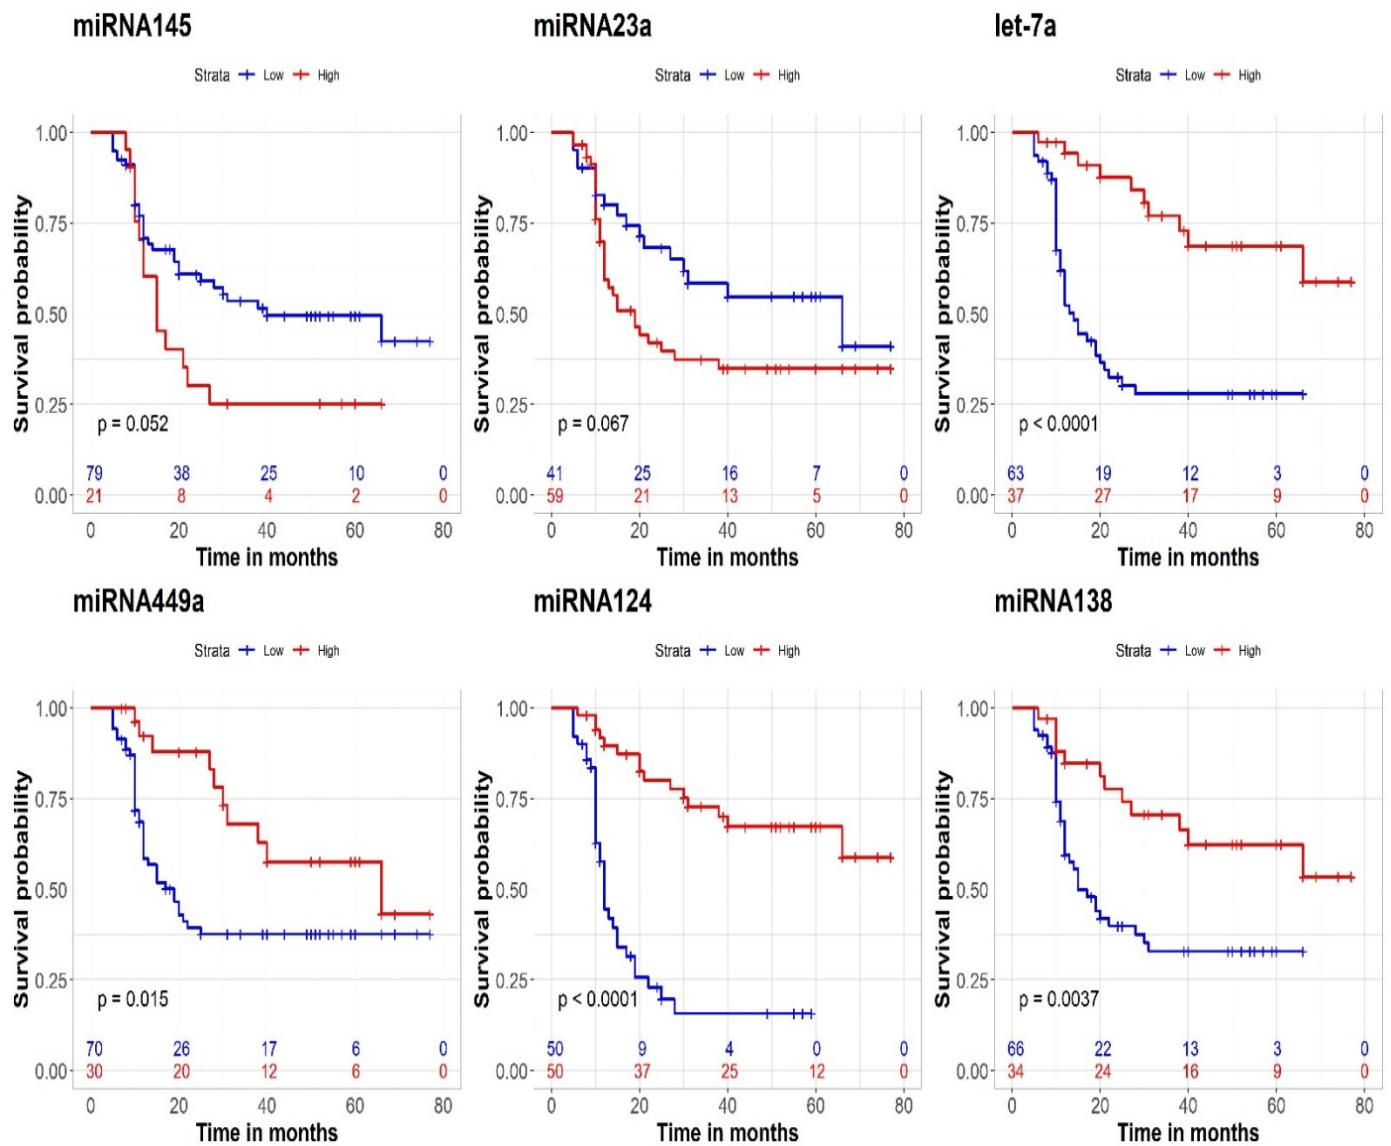 miRNA145
Strata Low High
Survival probability
1.00
0.75
0.50
0.25
0.00
p = 0.052
79 38 25 10 0
21 8 4 2 0
0 20 40 60 80
Time in months
miRNA23a
Strata Low High
Survival probability
1.00
0.75
0.50
0.25
0.00
p = 0.067
41 25 16 7 0
59 21 13 5 0
0 20 40 60 80
Time in months
let-7a
Strata Low High
Survival probability
1.00
0.75
0.50
0.25
0.00
p < 0.0001
63 19 12 3 0
37 27 17 9 0
0 20 40 60 80
Time in months
miRNA449a
Strata Low High
Survival probability
1.00
0.75
0.50
0.25
0.00
p = 0.015
70 26 17 6 0
30 20 12 6 0
0 20 40 60 80
Time in months
miRNA124
Strata Low High
Survival probability
1.00
0.75
0.50
0.25
0.00
p < 0.0001
50 9 4 0 0
50 37 25 12 0
0 20 40 60 80
Time in months
miRNA138
Strata Low High
Survival probability
1.00
0.75
0.50
0.25
0.00
p = 0.0037
66 22 13 3 0
34 24 16 9 0
0 20 40 60 80
Time in months